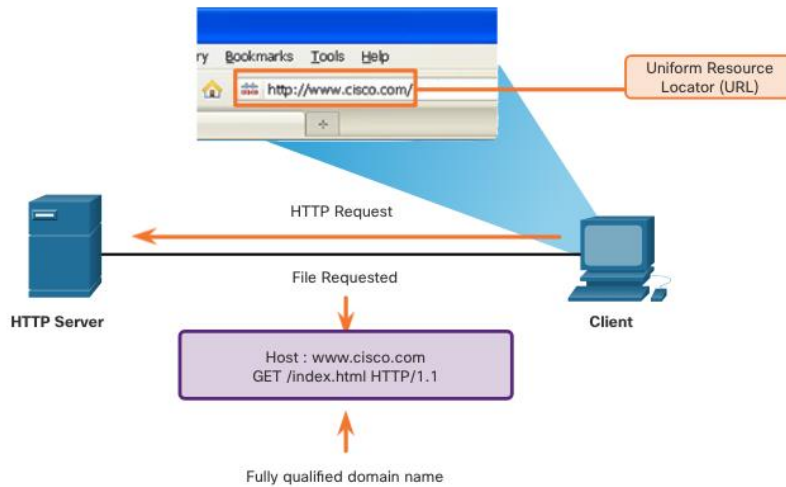 ry Bookmarks Tools Help
http://www.cisco.com/
Uniform Resource
Locator (URL)
HTTP Request
File Requested
HTTP Server
Client
Host : www.cisco.com
GET /index.html HTTP/1.1
Fully qualified domain name